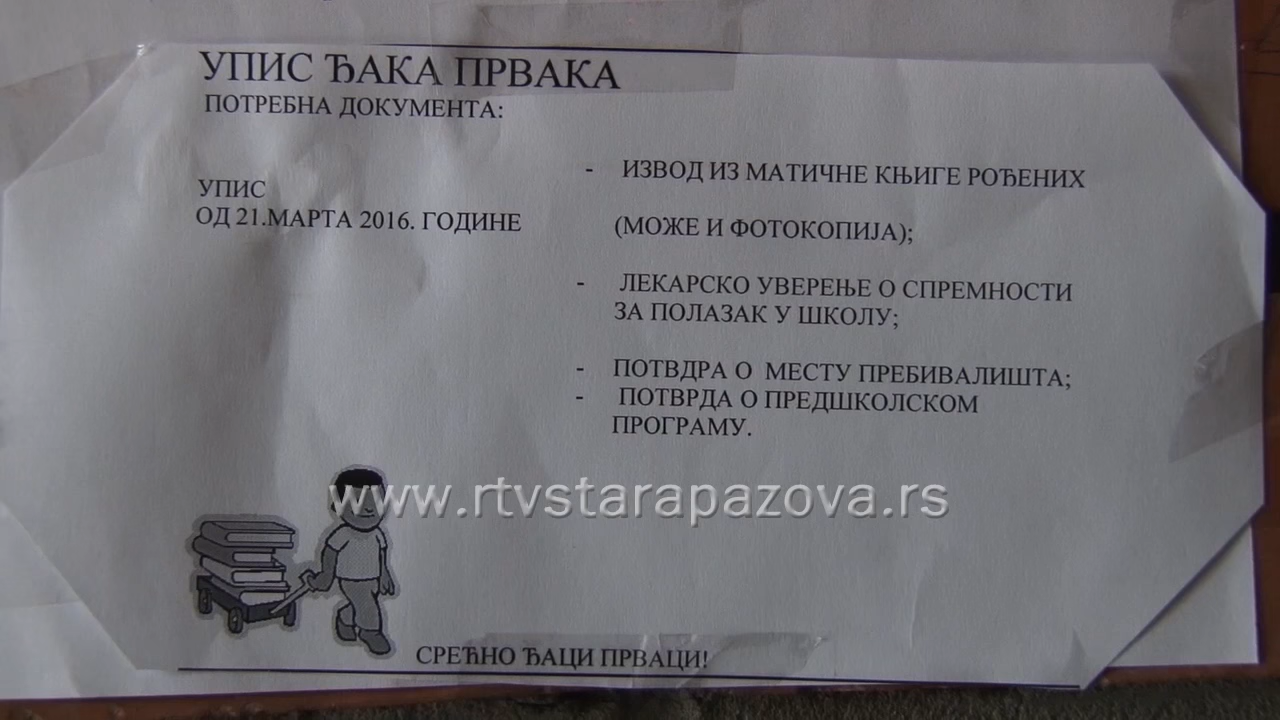 УПИС ЂАКА ПРВАКА
ПОТРЕБНА ДОКУМЕНТА:
УПИС
ОД 21.МАРТА 2016. ГОДИНЕ
- ИЗВОД ИЗ МАТИЧНЕ КЊИГЕ РОЂЕНИХ
(МОЖЕ И ФОТОКОПИЈА);
- ЛЕКАРСКО УВЕРЕЊЕ О СПРЕМНОСТИ
ЗА ПОЛАЗАК У ШКОЛУ;
- ПОТВДРА О МЕСТУ ПРЕБИВАЛИШТА;
- ПОТВРДА О ПРЕДШКОЛСКОМ
ПРОГРАМУ.
www.rtvstarapazova.rs
СРЕЋНО ЂАЦИ ПРВАЦИ!